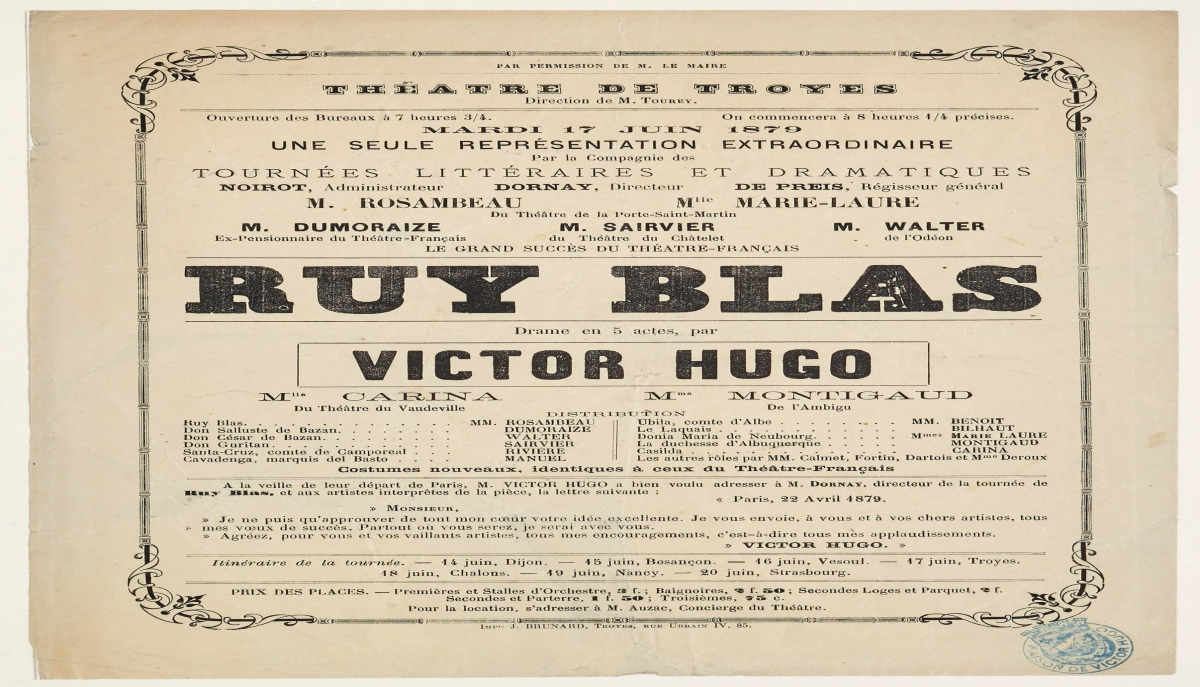 PAR PERMISSION DE M. LE MAIRE
THÉATRE DE TROYES
Direction de M. TOUREY.
Ouverture des Bureaux à 7 heures 3/4. On commencera à 8 heures 1/4 précises.
MARDI 17 JUIN 1879
UNE SEULE REPRÉSENTATION EXTRAORDINAIRE
Par la Compagnie des
TOURNÉES LITTÉRAIRES ET DRAMATIQUES
NOIROT, Administrateur DORNAY, Directeur DE PREIS, Régisseur général
M. ROSAMBEAU Mlle MARIE-LAURE
Du Théâtre de la Porte-Saint-Martin
M. DUMORAIZE M. SAIRVIER M. WALTER
Ex-Pensionnaire du Théâtre-Français du Théâtre du Châtelet de l'Odéon
LE GRAND SUCCÈS DU THÉATRE-FRANÇAIS
RUY BLAS
Drame en 5 actes, par
VICTOR HUGO
Mlle CARINA Mme MONTIGAUD
Du Théâtre du Vaudeville De l'Ambigu
DISTRIBUTION
Ruy Blas. . . . . . . . . . . . . . . . MM. ROSAMBEAU
Don Salluste de Bazan. . . . . . . . . . . DUMORAIZE
Don César de Bazan. . . . . . . . . . . . WALTER
Don Guritan. . . . . . . . . . . . . . . SAIRVIER
Santa-Cruz, comte de Camporeal . . . . . . . RIVIÈRE
Cavadenga, marquis del Basto . . . . . . . . MANUEL
Ubila, comte d'Albe . . . . . . . . . MM. BENOIT
Le Laquais . . . . . . . . . . . . BILHAUT
Donia Maria de Neubourg. . . . . . . Mmes MARIE LAURE
La duchesse d'Albuquerque . . . . . . . MONTIGAUD
Casilda . . . . . . . . . . . . . CARINA
Les autres rôles par MM. Calmet, Fortin, Dartois et Mme Deroux
Costumes nouveaux, identiques à ceux du Théâtre-Français
A la veille de leur départ de Paris, M. VICTOR HUGO a bien voulu adresser à M. DORNAY, directeur de la tournée de
Ruy Blas, et aux artistes interprètes de la pièce, la lettre suivante :
« Paris, 22 Avril 1879.
» MONSIEUR,
» Je ne puis qu'approuver de tout mon cœur votre idée excellente. Je vous envoie, à vous et à vos chers artistes, tous
» mes vœux de succès. Partout où vous serez, je serai avec vous.
» Agréez, pour vous et vos vaillants artistes, tous mes encouragements, c'est-à-dire tous mes applaudissements.
» VICTOR HUGO. »
Itinéraire de la tournée. — 14 juin, Dijon. — 15 juin, Besançon. — 16 juin, Vesoul. — 17 juin, Troyes.
18 juin, Chalons. — 19 juin, Nancy. — 20 juin, Strasbourg.
PRIX DES PLACES. — Premières et Stalles d'Orchestre, 3 f. ; Baignoires, 2 f. 50 ; Secondes Loges et Parquet, 2 f.
Secondes et Parterre, 1 f. 50 ; Troisièmes, 75 c.
Pour la location, s'adresser à M. Auzac, Concierge du Théâtre.
Imp. J. BRUNARD, TROYES, RUE URBAIN IV, 85.
MAISON DE VICTOR HUGO